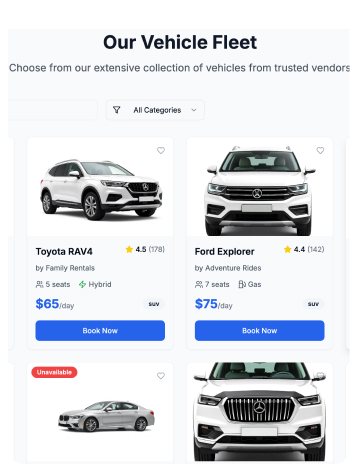 Our Vehicle Fleet
Choose from our extensive collection of vehicles from trusted vendors
All Categories
Toyota RAV4 4.5 (178)
by Family Rentals
5 seats Hybrid
$65/day SUV
Book Now
Ford Explorer 4.4 (142)
by Adventure Rides
7 seats Gas
$75/day SUV
Book Now
Unavailable